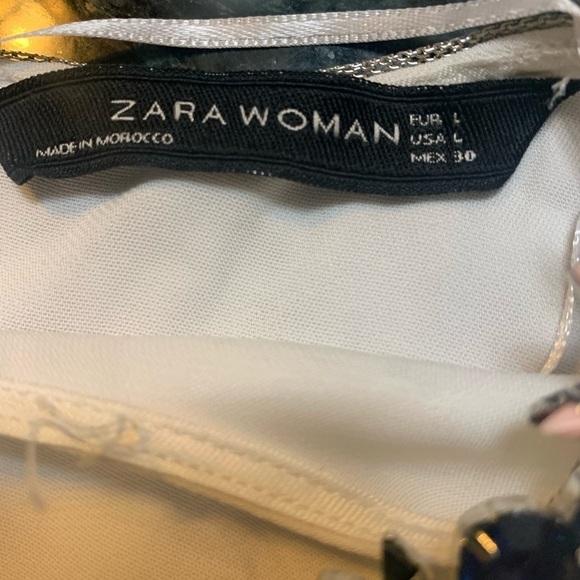 ZARA WOMAN
MADE IN MOROCCO
EUR L
USA L
MEX 30